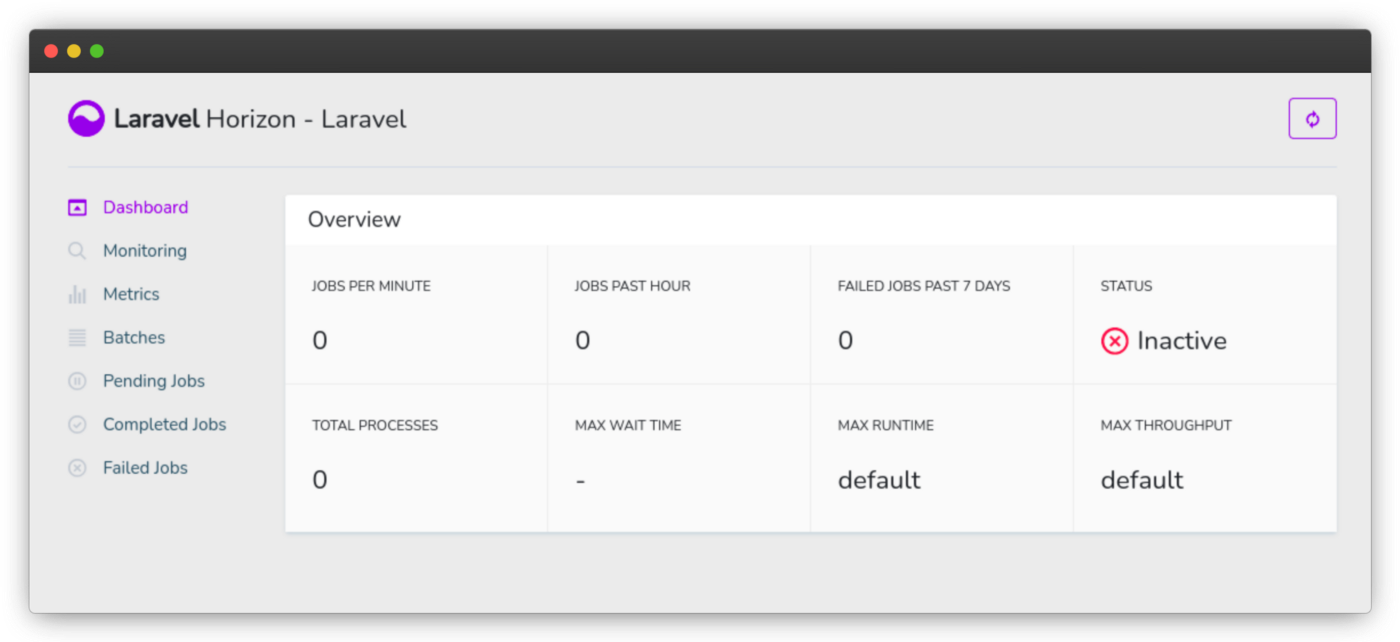 Laravel Horizon - Laravel
Dashboard
Monitoring
Metrics
Batches
Pending Jobs
Completed Jobs
Failed Jobs
Overview
JOBS PER MINUTE
0
JOBS PAST HOUR
0
FAILED JOBS PAST 7 DAYS
0
STATUS
Inactive
TOTAL PROCESSES
0
MAX WAIT TIME
-
MAX RUNTIME
default
MAX THROUGHPUT
default